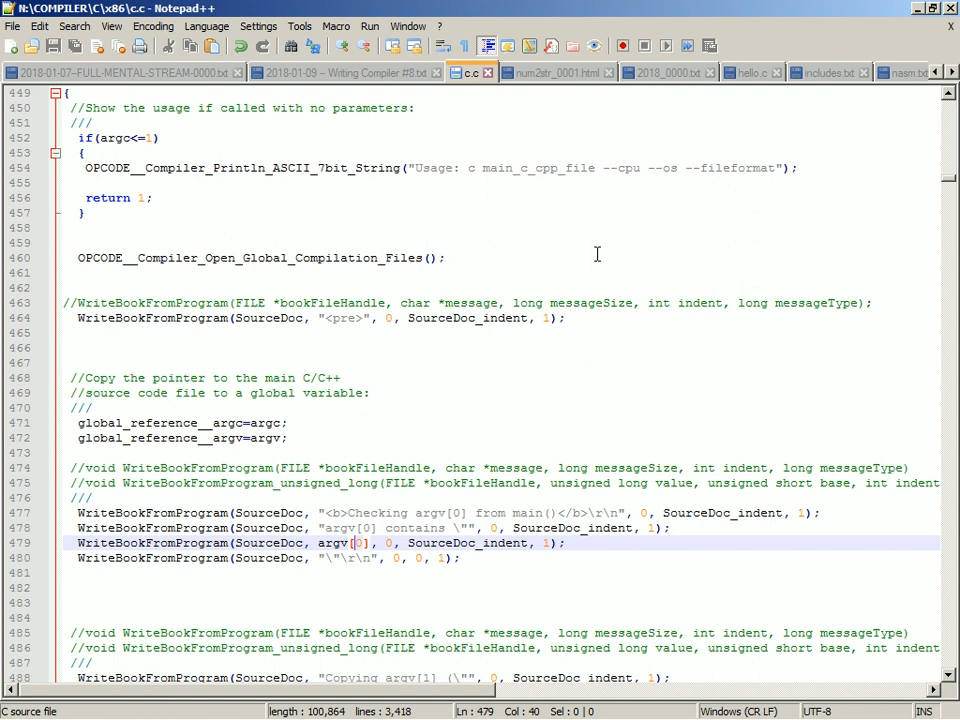 N:\COMPILER\C\x86\c.c - Notepad++
File Edit Search View Encoding Language Settings Tools Macro Run Window ? X
2018-01-07-FULL-MENTAL-STREAM-0000.txt 2018-01-09 -- Writing Compiler #8.txt c.c num2str_0001.html 2018_0000.txt hello.c includes.txt nasm.txt
449 {
450 //Show the usage if called with no parameters:
451 ///
452 if(argc<=1)
453 {
454 OPCODE__Compiler_Println_ASCII_7bit_String("Usage: c main_c_cpp_file --cpu --os --fileformat");
455
456 return 1;
457 }
458
459
460 OPCODE__Compiler_Open_Global_Compilation_Files();
461
462
463 //WriteBookFromProgram(FILE *bookFileHandle, char *message, long messageSize, int indent, long messageType);
464 WriteBookFromProgram(SourceDoc, "<pre>", 0, SourceDoc_indent, 1);
465
466
467
468 //Copy the pointer to the main C/C++
469 //source code file to a global variable:
470 ///
471 global_reference__argc=argc;
472 global_reference__argv=argv;
473
474 //void WriteBookFromProgram(FILE *bookFileHandle, char *message, long messageSize, int indent, long messageType)
475 //void WriteBookFromProgram_unsigned_long(FILE *bookFileHandle, unsigned long value, unsigned short base, int indent
476 ///
477 WriteBookFromProgram(SourceDoc, "<b>Checking argv[0] from main()</b>\r\n", 0, SourceDoc_indent, 1);
478 WriteBookFromProgram(SourceDoc, "argv[0] contains \"", 0, SourceDoc_indent, 1);
479 WriteBookFromProgram(SourceDoc, argv[0], 0, SourceDoc_indent, 1);
480 WriteBookFromProgram(SourceDoc, "\"\r\n", 0, 0, 1);
481
482
483
484
485 //void WriteBookFromProgram(FILE *bookFileHandle, char *message, long messageSize, int indent, long messageType)
486 //void WriteBookFromProgram_unsigned_long(FILE *bookFileHandle, unsigned long value, unsigned short base, int indent
487 ///
488 WriteBookFromProgram(SourceDoc, "Copying argv[1] (\"", 0, SourceDoc_indent, 1);
C source file length : 100,864 lines : 3,418 Ln : 479 Col : 40 Sel : 0 | 0 Windows (CR LF) UTF-8 INS